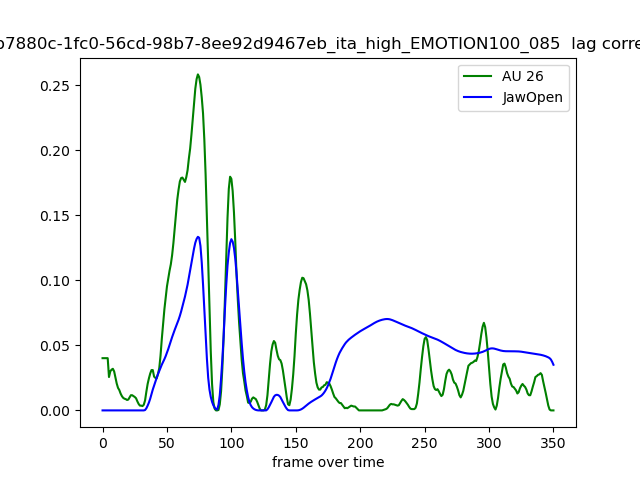 b7880c-1fc0-56cd-98b7-8ee92d9467eb_ita_high_EMOTION100_085 lag corre
AU 26
JawOpen
0.25
0.20
0.15
0.10
0.05
0.00
0 50 100 150 200 250 300 350
frame over time